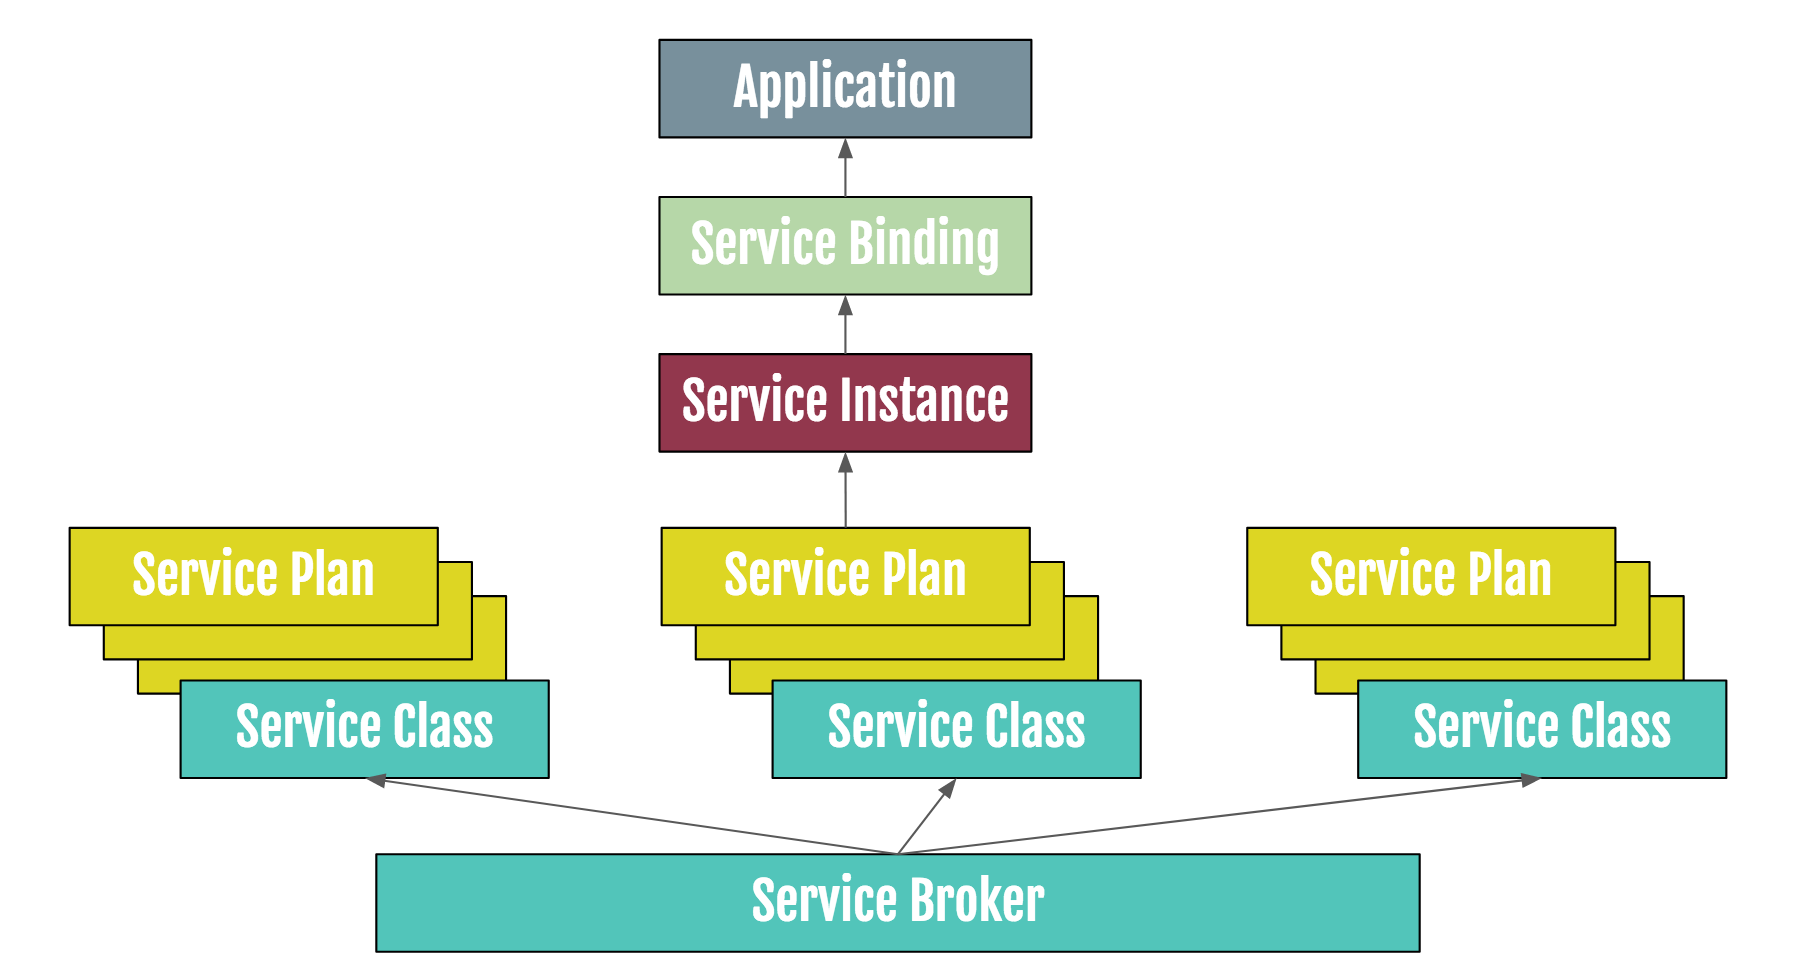 Application
Service Binding
Service Instance
Service Plan
Service Plan
Service Plan
Service Class
Service Class
Service Class
Service Broker